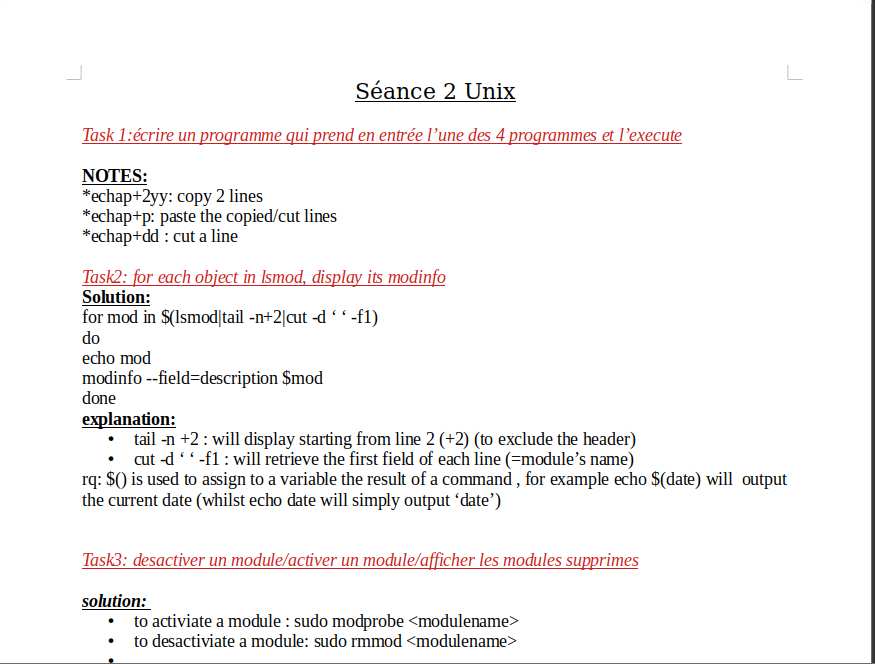 Séance 2 Unix
Task 1:écrire un programme qui prend en entrée l’une des 4 programmes et l’execute
NOTES:
*echap+2yy: copy 2 lines
*echap+p: paste the copied/cut lines
*echap+dd : cut a line
Task2: for each object in lsmod, display its modinfo
Solution:
for mod in $(lsmod|tail -n+2|cut -d ‘ ‘ -f1)
do
echo mod
modinfo --field=description $mod
done
explanation:
• tail -n +2 : will display starting from line 2 (+2) (to exclude the header)
• cut -d ‘ ‘ -f1 : will retrieve the first field of each line (=module’s name)
rq: $() is used to assign to a variable the result of a command , for example echo $(date) will  output
the current date (whilst echo date will simply output ‘date’)
Task3: desactiver un module/activer un module/afficher les modules supprimes
solution:
• to activiate a module : sudo modprobe <modulename>
• to desactiviate a module: sudo rmmod <modulename>
•